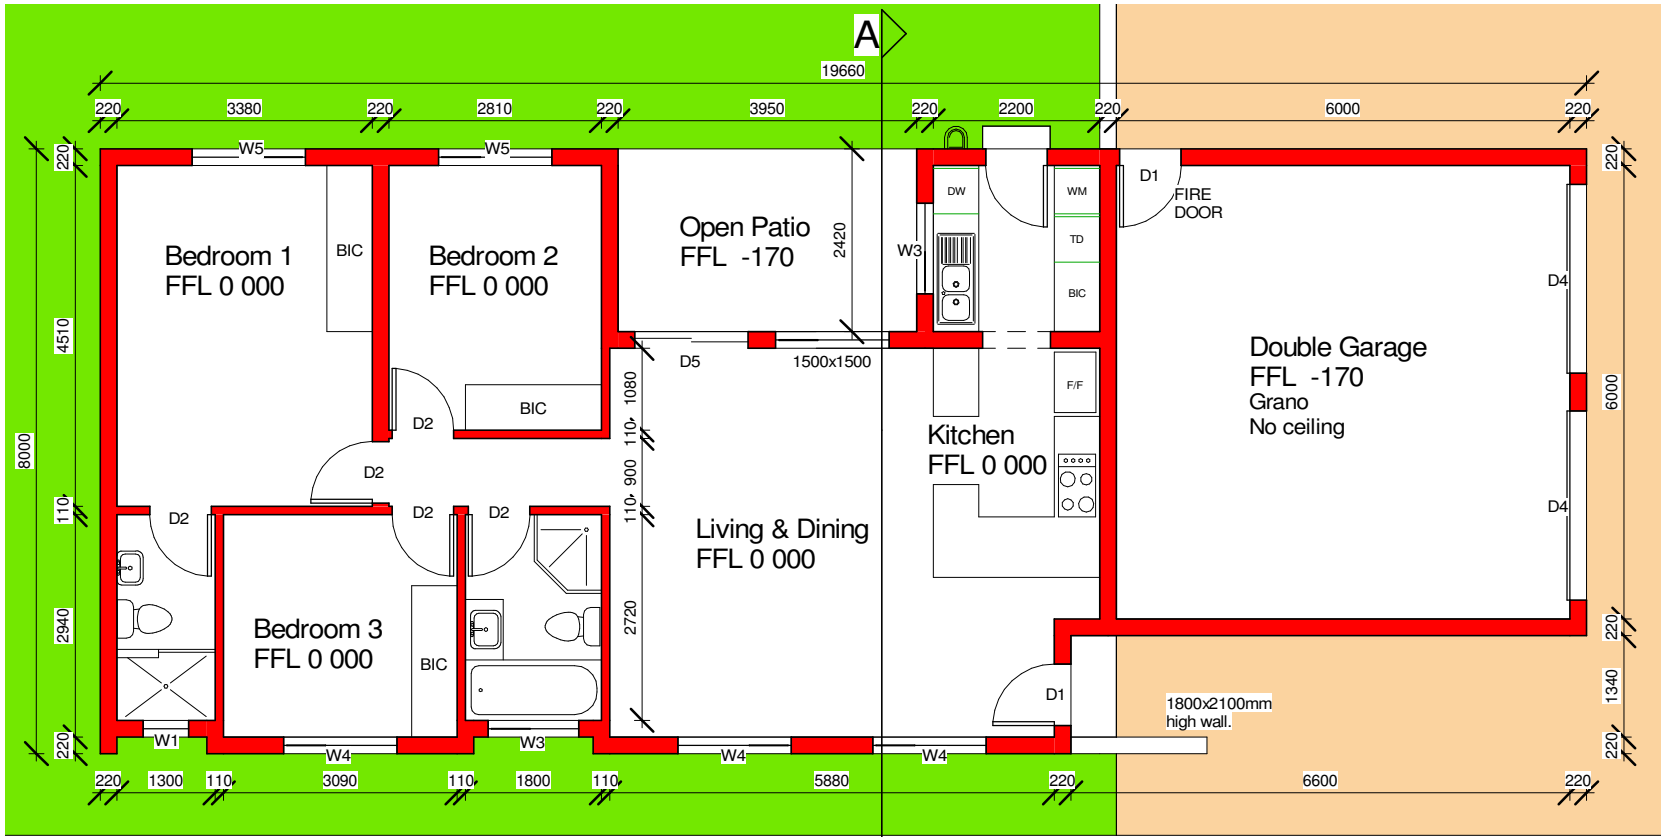 A
19660
220 3380 220 2810 220 3950 220 2200 220 6000 220
W5 W5
220
220
DW
WM
D1
FIRE
DOOR
Open Patio
FFL -170
2420
W3
TD
Bedroom 1
FFL 0 000
BIC
Bedroom 2
FFL 0 000
BIC
D4
4510
D5
1500x1500
Double Garage
FFL -170
Grano
No ceiling
1080
F/F
6000
BIC
D2
110
Kitchen
FFL 0 000
8000
D2
900
110
D2
D2
D2
110
D4
Living & Dining
FFL 0 000
2940
Bedroom 3
FFL 0 000
BIC
2720
220
1340
D1
1800x2100mm
high wall.
220
W1
W4
W3
W4
W4
220
220 1300 110 3090 110 1800 110 5880 220 6600 220